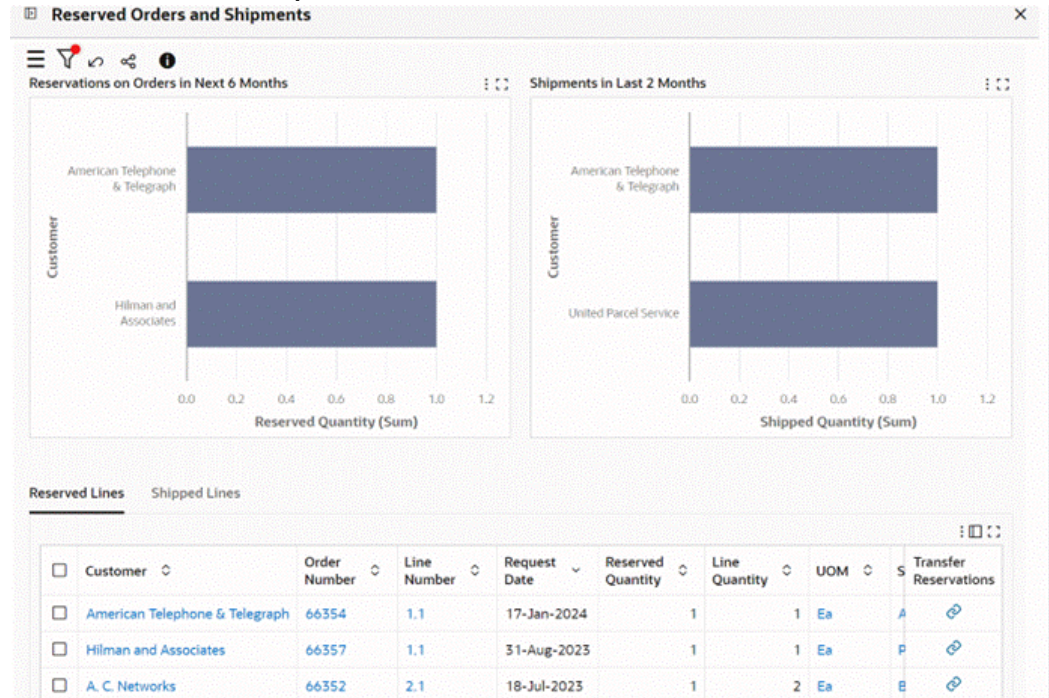 Reserved Orders and Shipments
Reservations on Orders in Next 6 Months
Shipments in Last 2 Months
Customer
American Telephone
& Telegraph
Hilman and
Associates
0.0 0.2 0.4 0.6 0.8 1.0 1.2
Reserved Quantity (Sum)
Customer
American Telephone
& Telegraph
United Parcel Service
0.0 0.2 0.4 0.6 0.8 1.0 1.2
Shipped Quantity (Sum)
Reserved Lines Shipped Lines
Customer Order Number Line Number Request Date Reserved Quantity Line Quantity UOM S Transfer Reservations
American Telephone & Telegraph 66354 1.1 17-Jan-2024 1 1 Ea A
Hilman and Associates 66357 1.1 31-Aug-2023 1 1 Ea P
A. C. Networks 66352 2.1 18-Jul-2023 1 2 Ea B